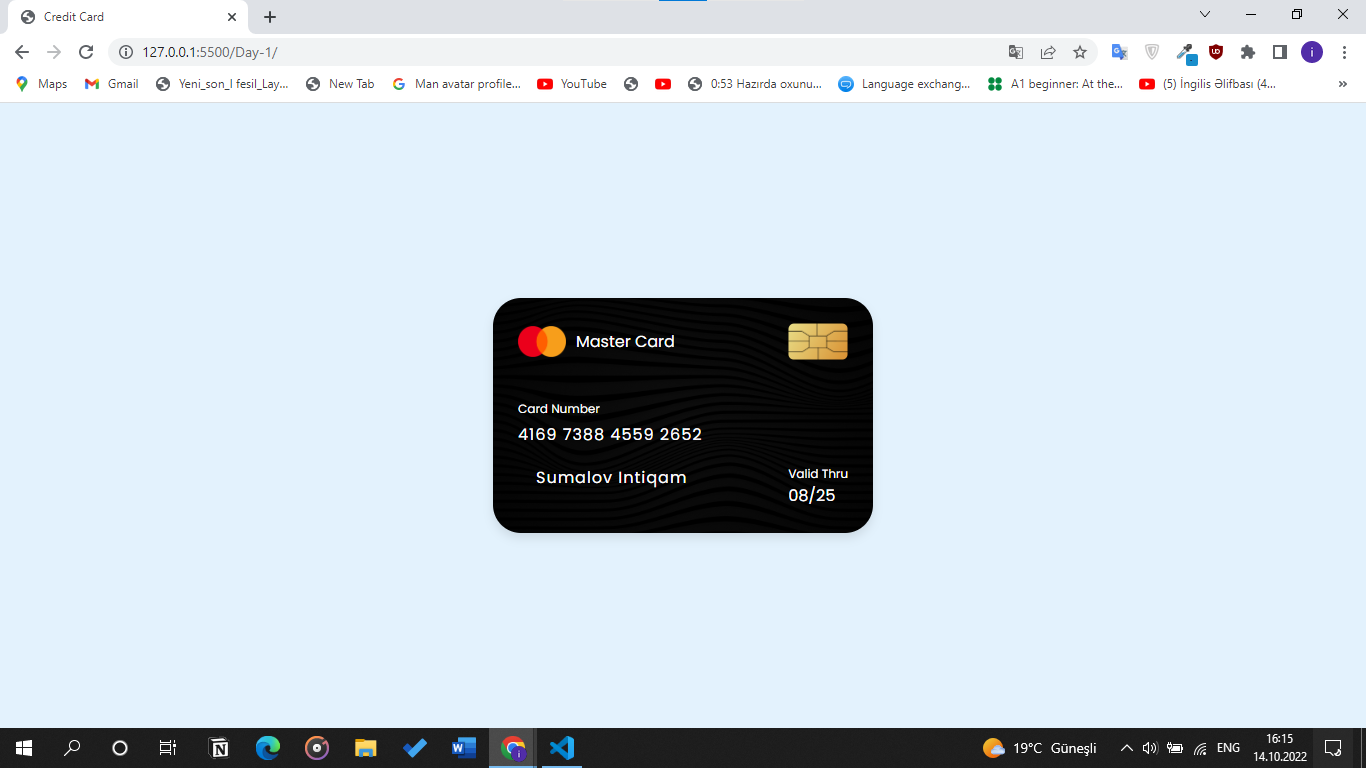 Credit Card
127.0.0.1:5500/Day-1/
Maps Gmail Yeni_son_I fesil_Lay... New Tab Man avatar profile... YouTube 0:53 Hazırda oxunu... Language exchang... A1 beginner: At the... (5) İngilis Əlifbası (4...
Master Card
Card Number
4169 7388 4559 2652
Sumalov Intiqam
Valid Thru
08/25
19°C Güneşli ENG
16:15
14.10.2022